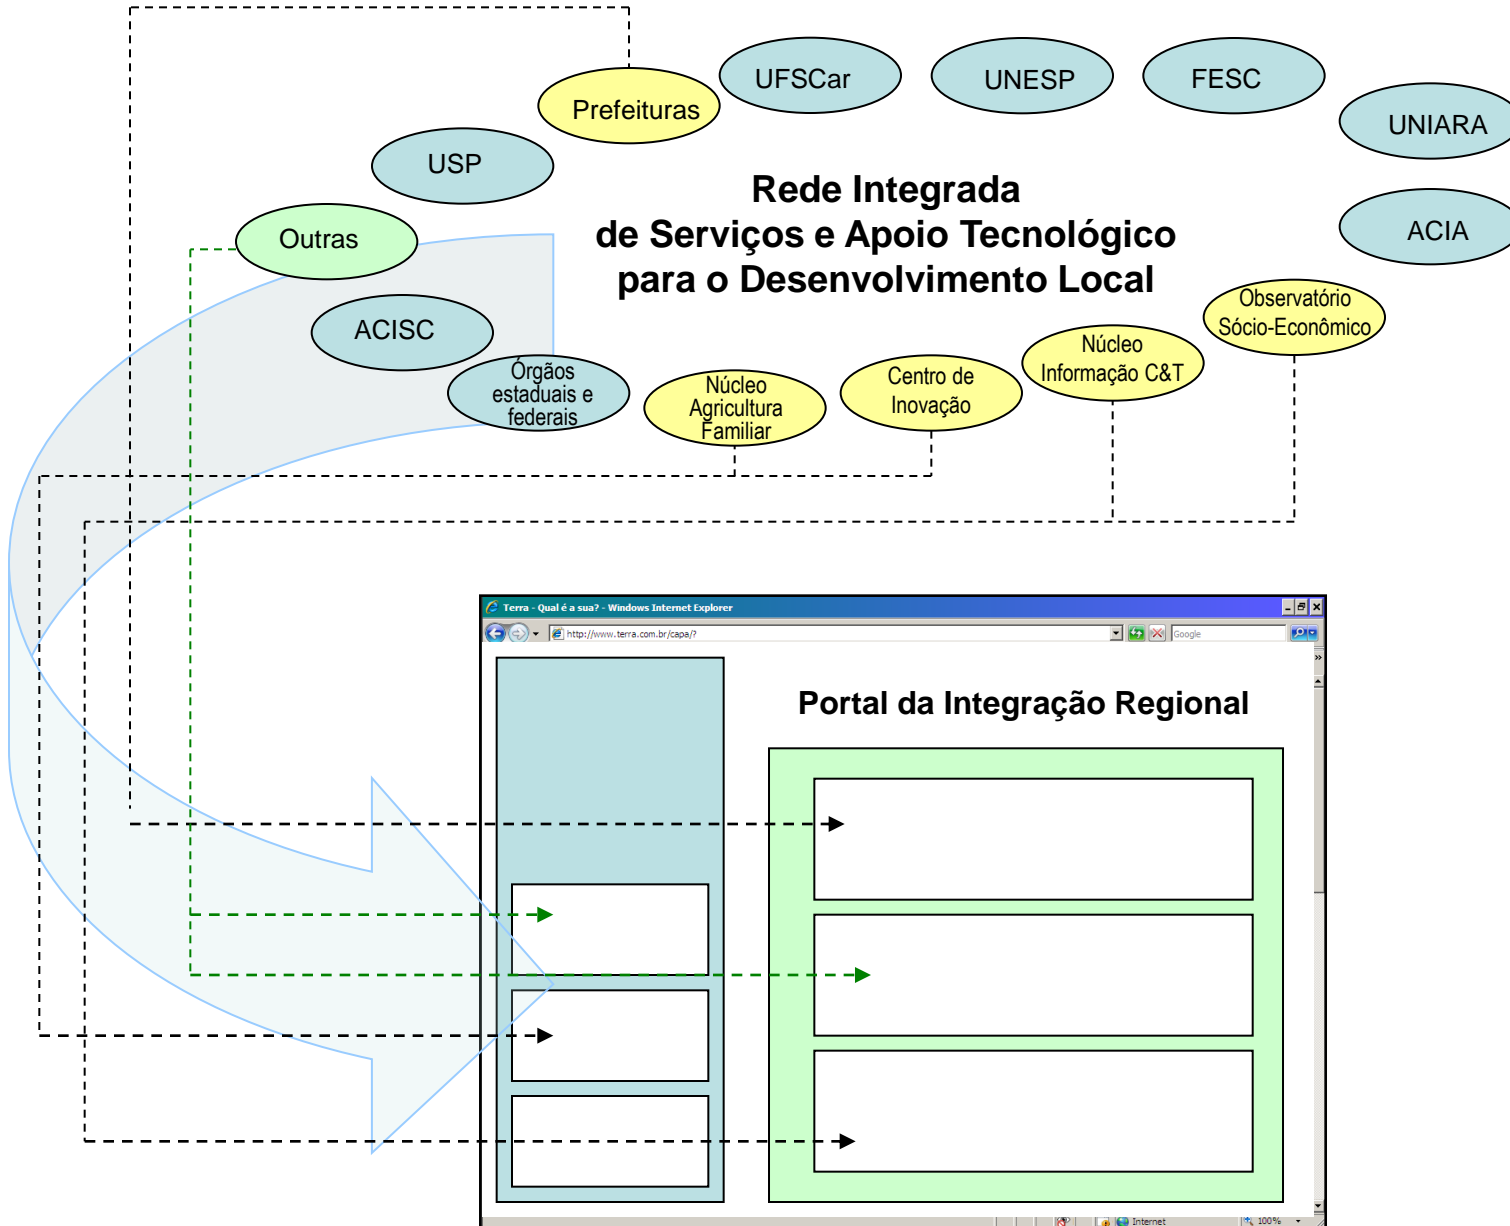 UFSCar
UNESP
FESC
Prefeituras
UNIARA
USP
Rede Integrada
de Serviços e Apoio Tecnológico
para o Desenvolvimento Local
Outras
ACIA
ACISC
Observatório
Sócio-Econômico
Núcleo
Informação C&T
Centro de
Inovação
Núcleo
Agricultura
Familiar
Órgãos
estaduais e
federais
Terra - Qual é a sua? - Windows Internet Explorer
http://www.terra.com.br/capa/?
Google
Portal da Integração Regional
Internet
100%